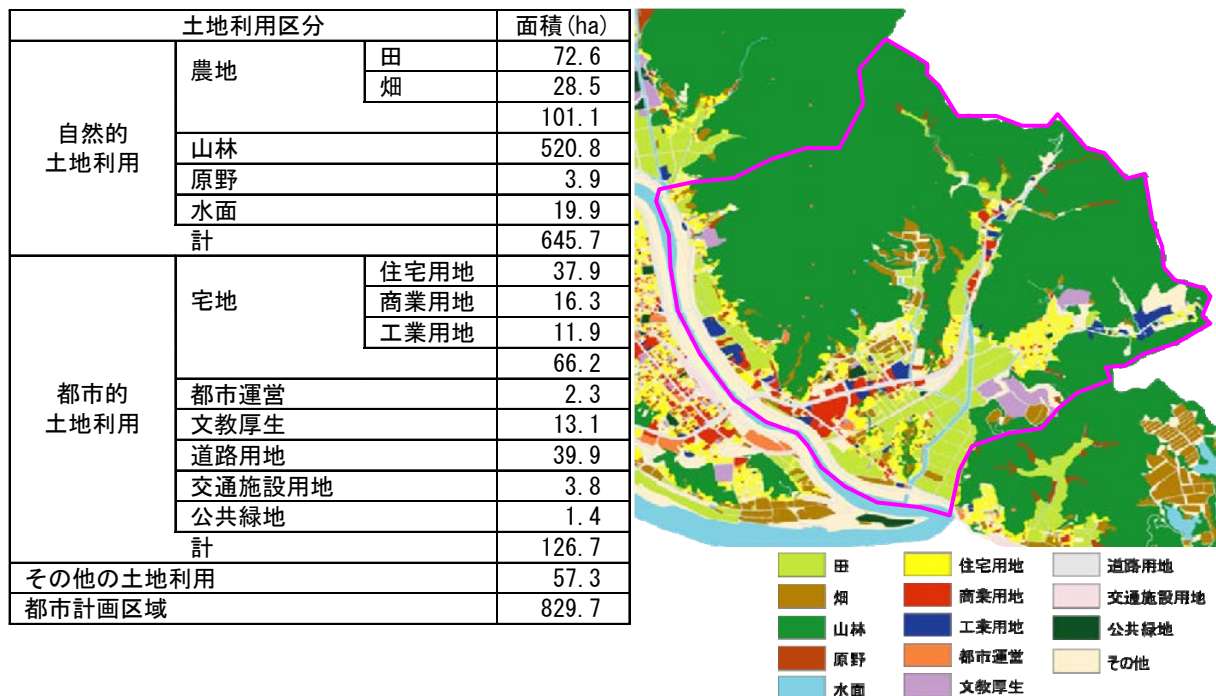 土地利用区分 面積(ha)
自然的
土地利用
農地
田 72.6
畑 28.5
101.1
山林 520.8
原野 3.9
水面 19.9
計 645.7
都市的
土地利用
宅地
住宅用地 37.9
商業用地 16.3
工業用地 11.9
66.2
都市運営 2.3
文教厚生 13.1
道路用地 39.9
交通施設用地 3.8
公共緑地 1.4
計 126.7
その他の土地利用 57.3
都市計画区域 829.7
田 住宅用地 道路用地
畑 商業用地 交通施設用地
山林 工業用地 公共緑地
原野 都市運営 その他
水面 文教厚生